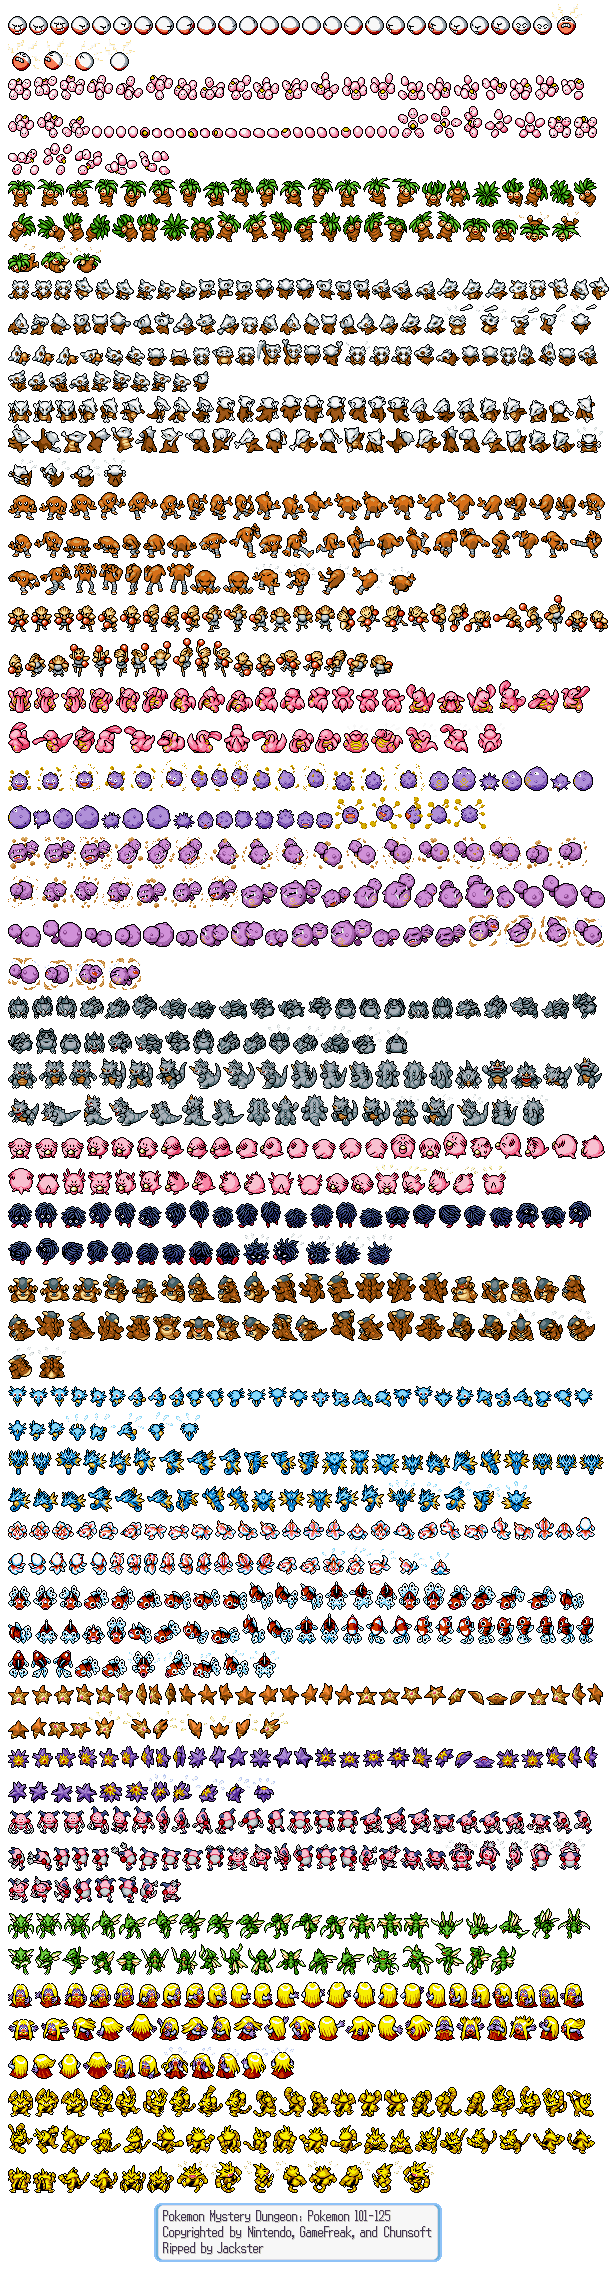 Pokemon Mystery Dungeon: Pokemon 101-125
Copyrighted by Nintendo, GameFreak, and Chunsoft
Ripped by Jackster